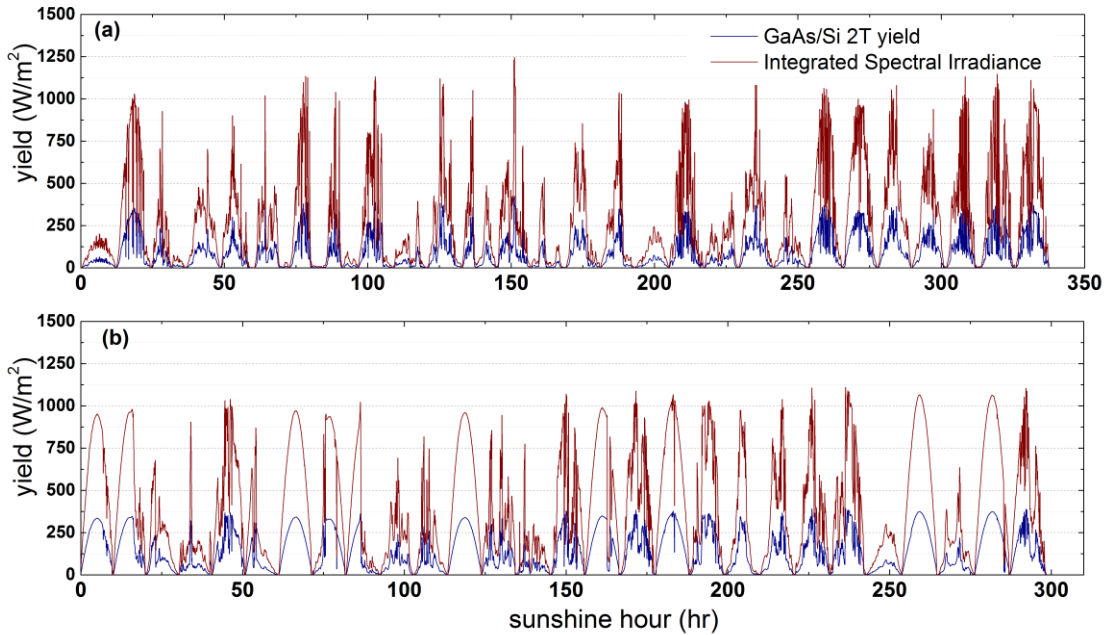 (a)
GaAs/Si 2T yield
Integrated Spectral Irradiance
yield (W/m²)
1500
1250
1000
750
500
250
0
0 50 100 150 200 250 300 350
(b)
yield (W/m²)
1500
1250
1000
750
500
250
0
0 50 100 150 200 250 300
sunshine hour (hr)